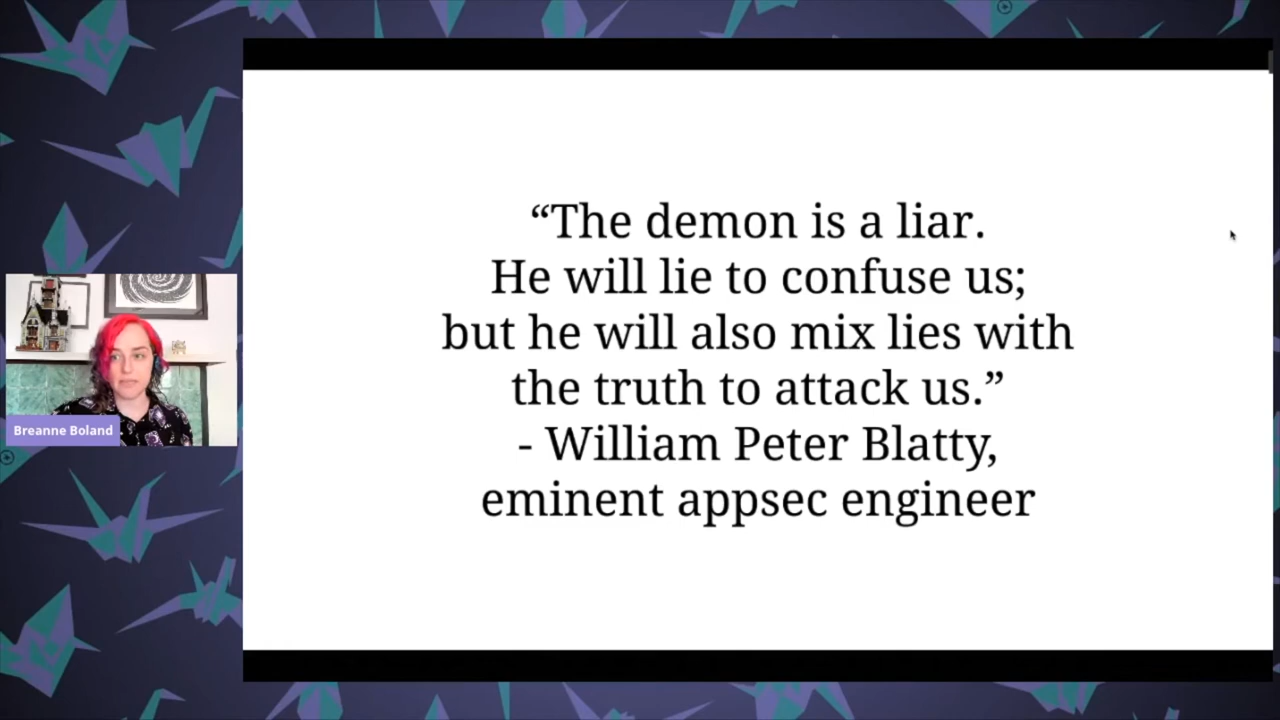 “The demon is a liar.
He will lie to confuse us;
but he will also mix lies with
the truth to attack us.”
- William Peter Blatty,
eminent appsec engineer
Breanne Boland